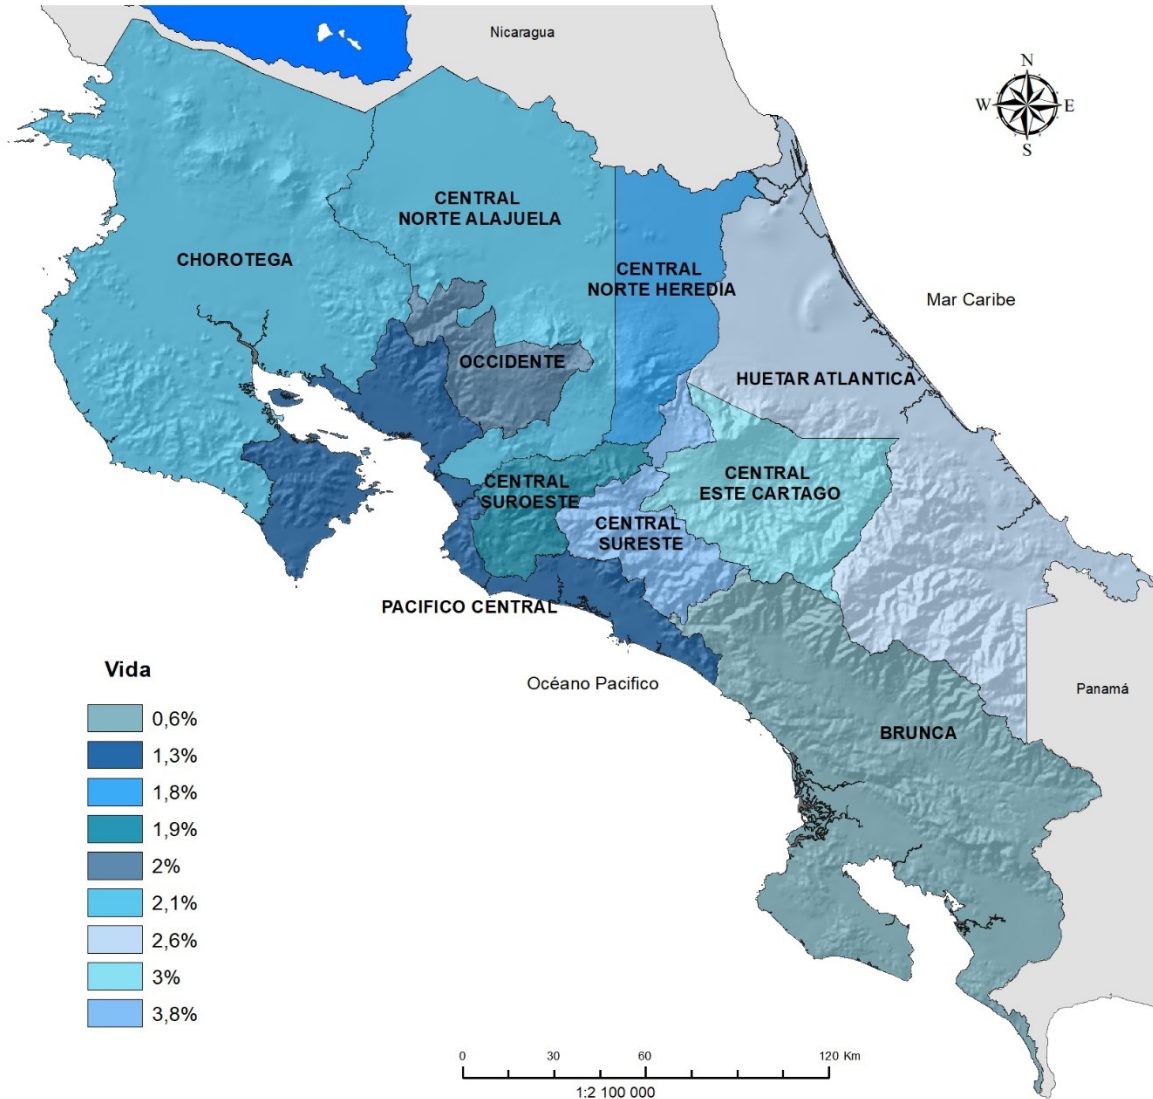 Nicaragua
N
W
E
S
CENTRAL
NORTE ALAJUELA
CHOROTEGA
CENTRAL
NORTE HEREDIA
Mar Caribe
OCCIDENTE
HUETAR ATLANTICA
CENTRAL
SUROESTE
CENTRAL
ESTE CARTAGO
CENTRAL
SURESTE
PACIFICO CENTRAL
Océano Pacifico
Panamá
BRUNCA
Vida
0,6%
1,3%
1,8%
1,9%
2%
2,1%
2,6%
3%
3,8%
0 30 60 120 Km
1:2 100 000